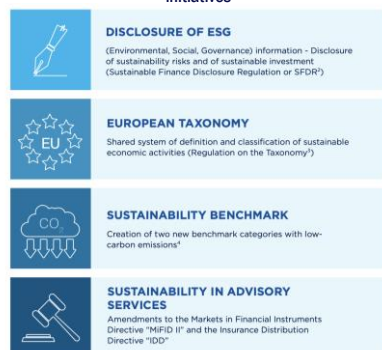 initiatives
DISCLOSURE OF ESG
(Environmental, Social, Governance) information - Disclosure
of sustainability risks and of sustainable investment
(Sustainable Finance Disclosure Regulation or SFDR²)
EU
EUROPEAN TAXONOMY
Shared system of definition and classification of sustainable
economic activities (Regulation on the Taxonomy³)
CO₂
SUSTAINABILITY BENCHMARK
Creation of two new benchmark categories with low-
carbon emissions⁴
SUSTAINABILITY IN ADVISORY
SERVICES
Amendments to the Markets in Financial Instruments
Directive "MiFID II" and the Insurance Distribution
Directive "IDD"